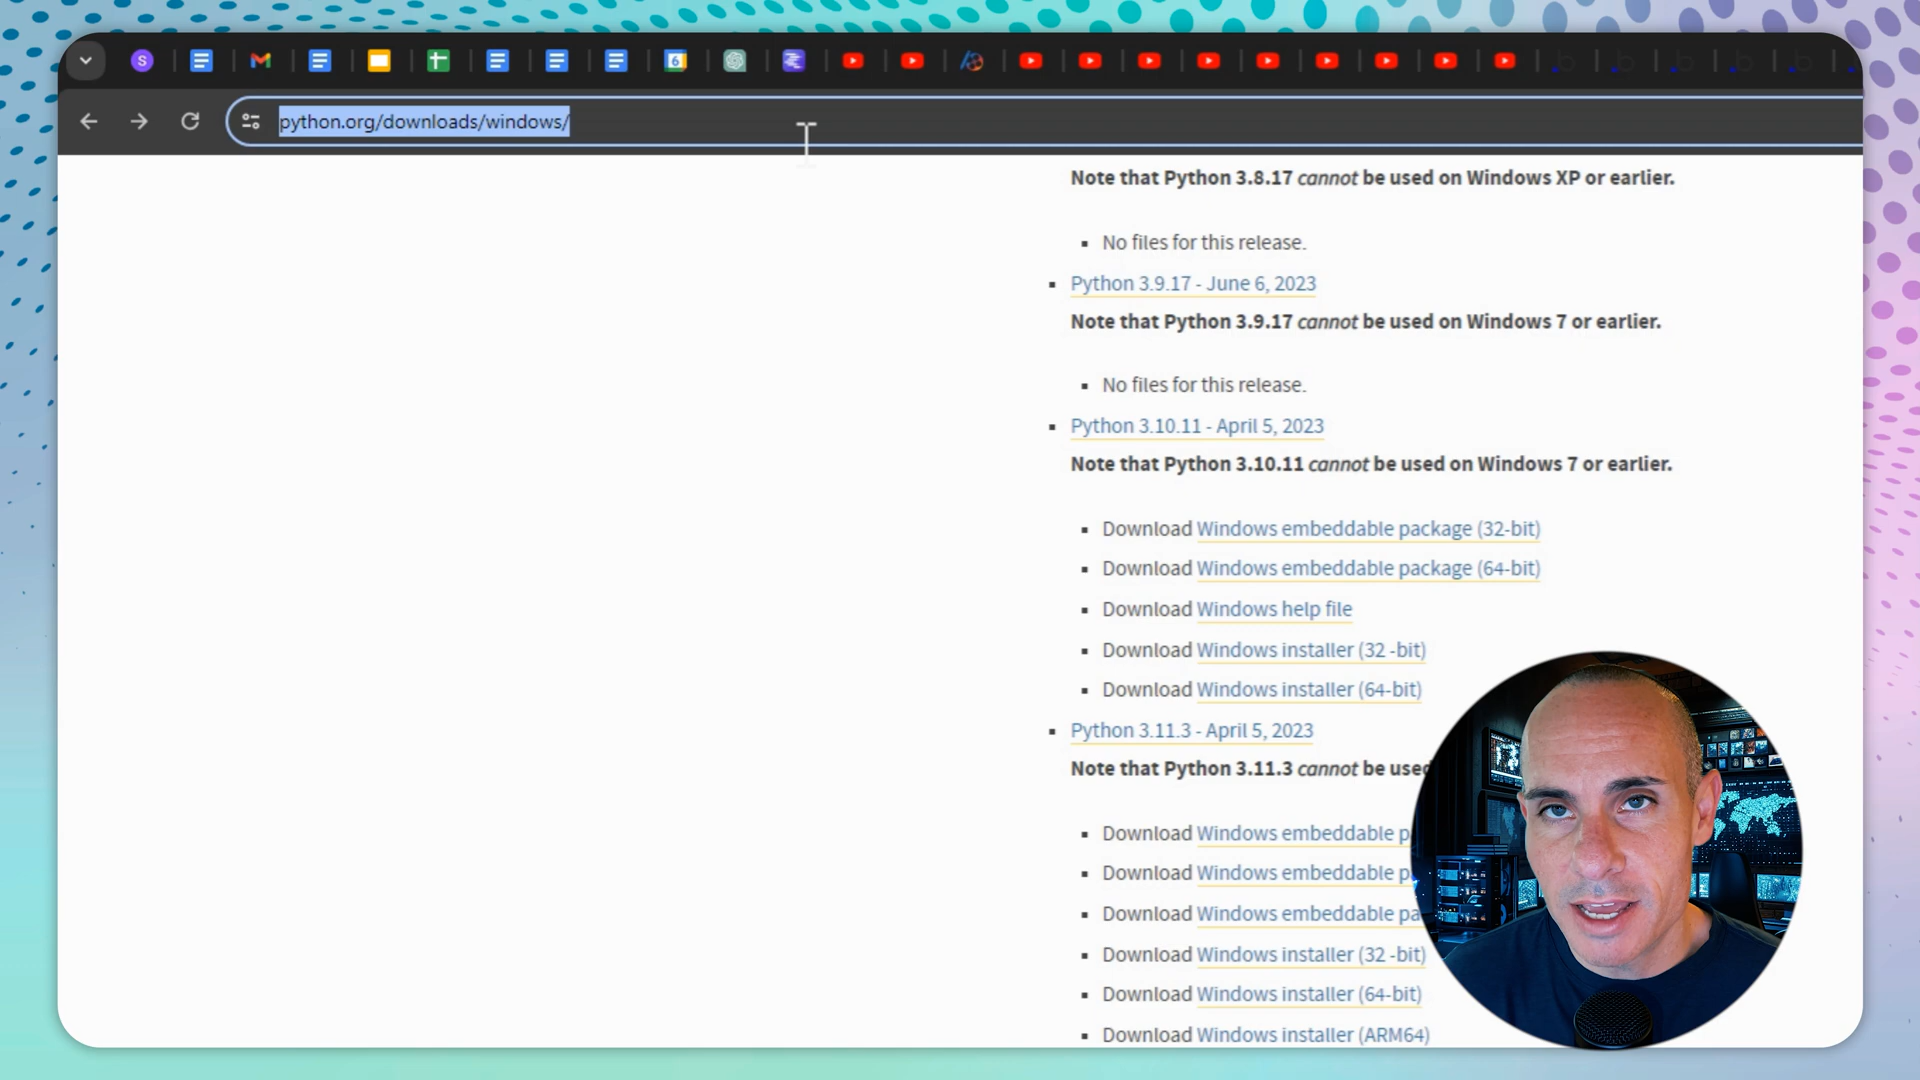 S
6
python.org/downloads/windows/
Note that Python 3.8.17 cannot be used on Windows XP or earlier.
▪ No files for this release.
▪ Python 3.9.17 - June 6, 2023
Note that Python 3.9.17 cannot be used on Windows 7 or earlier.
▪ No files for this release.
▪ Python 3.10.11 - April 5, 2023
Note that Python 3.10.11 cannot be used on Windows 7 or earlier.
▪ Download Windows embeddable package (32-bit)
▪ Download Windows embeddable package (64-bit)
▪ Download Windows help file
▪ Download Windows installer (32 -bit)
▪ Download Windows installer (64-bit)
▪ Python 3.11.3 - April 5, 2023
Note that Python 3.11.3 cannot be used
▪ Download Windows embeddable p
▪ Download Windows embeddable p
▪ Download Windows embeddable pa
▪ Download Windows installer (32 -bit)
▪ Download Windows installer (64-bit)
▪ Download Windows installer (ARM64)